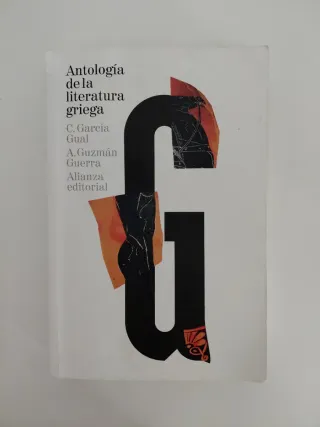 Antología
de la
literatura
griega
C. García
Gual
A. Guzmán
Guerra
Alianza
editorial
G